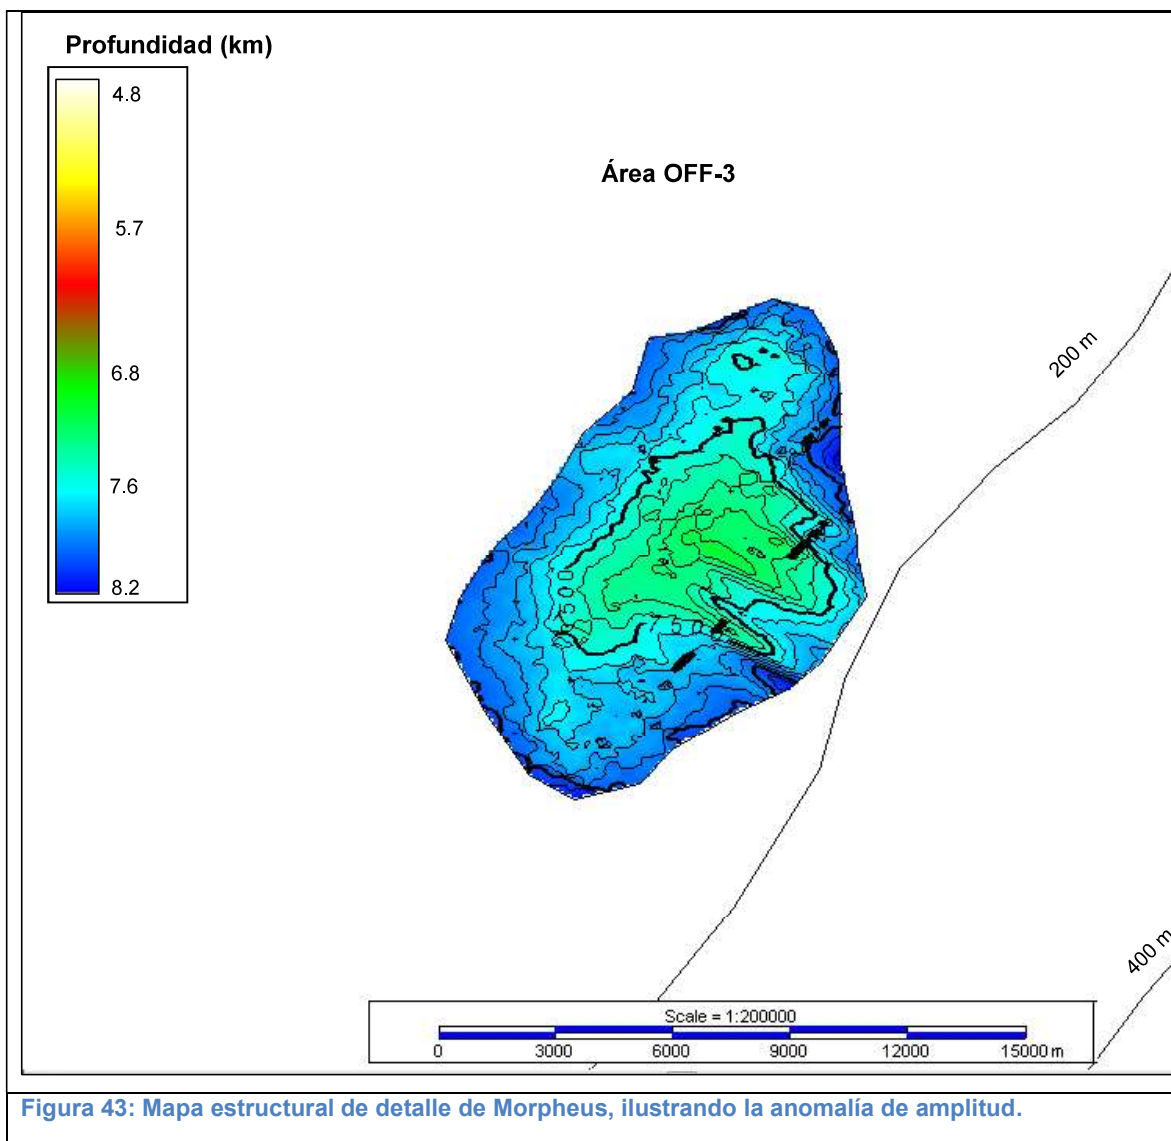 Profundidad (km)
4.8
5.7
6.8
7.6
8.2
Área OFF-3
200 m
400 m
Scale = 1:200000
0 3000 6000 9000 12000 15000 m
Figura 43: Mapa estructural de detalle de Morpheus, ilustrando la anomalía de amplitud.